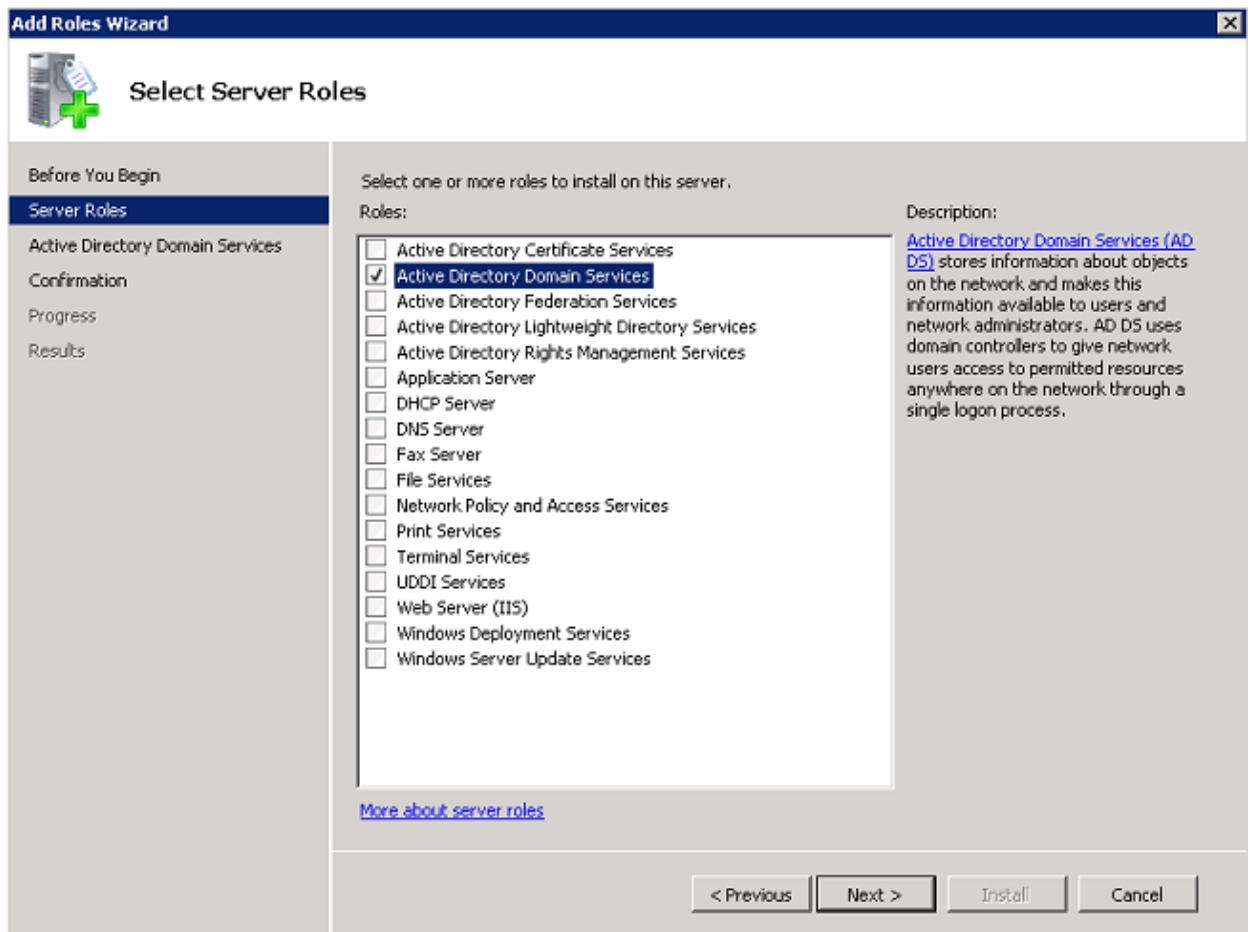 Add Roles Wizard
Select Server Roles
Before You Begin
Server Roles
Active Directory Domain Services
Confirmation
Progress
Results
Select one or more roles to install on this server.
Roles:
Active Directory Certificate Services
Active Directory Domain Services
Active Directory Federation Services
Active Directory Lightweight Directory Services
Active Directory Rights Management Services
Application Server
DHCP Server
DNS Server
Fax Server
File Services
Network Policy and Access Services
Print Services
Terminal Services
UDDI Services
Web Server (IIS)
Windows Deployment Services
Windows Server Update Services
More about server roles
Description:
Active Directory Domain Services (AD
DS) stores information about objects
on the network and makes this
information available to users and
network administrators. AD DS uses
domain controllers to give network
users access to permitted resources
anywhere on the network through a
single logon process.
< Previous
Next >
Install
Cancel